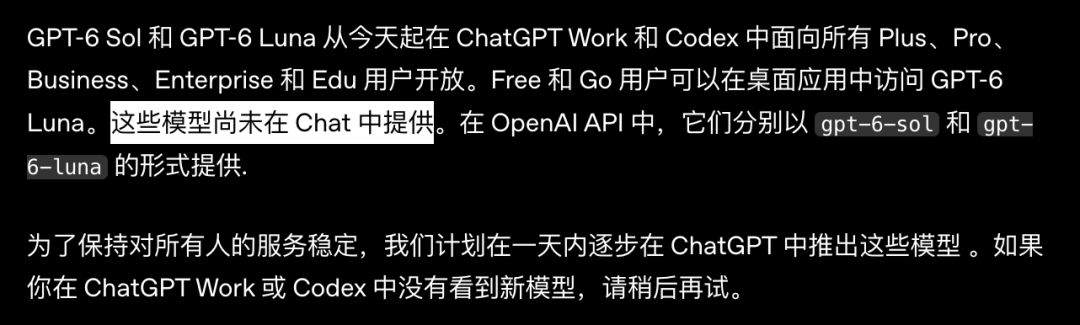 GPT-6 Sol 和 GPT-6 Luna 从今天起在 ChatGPT Work 和 Codex 中面向所有 Plus、Pro、
Business、Enterprise 和 Edu 用户开放。Free 和 Go 用户可以在桌面应用中访问 GPT-6
Luna。这些模型尚未在 Chat 中提供。在 OpenAI API 中，它们分别以 gpt-6-sol 和 gpt-
6-luna 的形式提供.
为了保持对所有人的服务稳定，我们计划在一天内逐步在 ChatGPT 中推出这些模型 。如果
你在 ChatGPT Work 或 Codex 中没有看到新模型，请稍后再试。